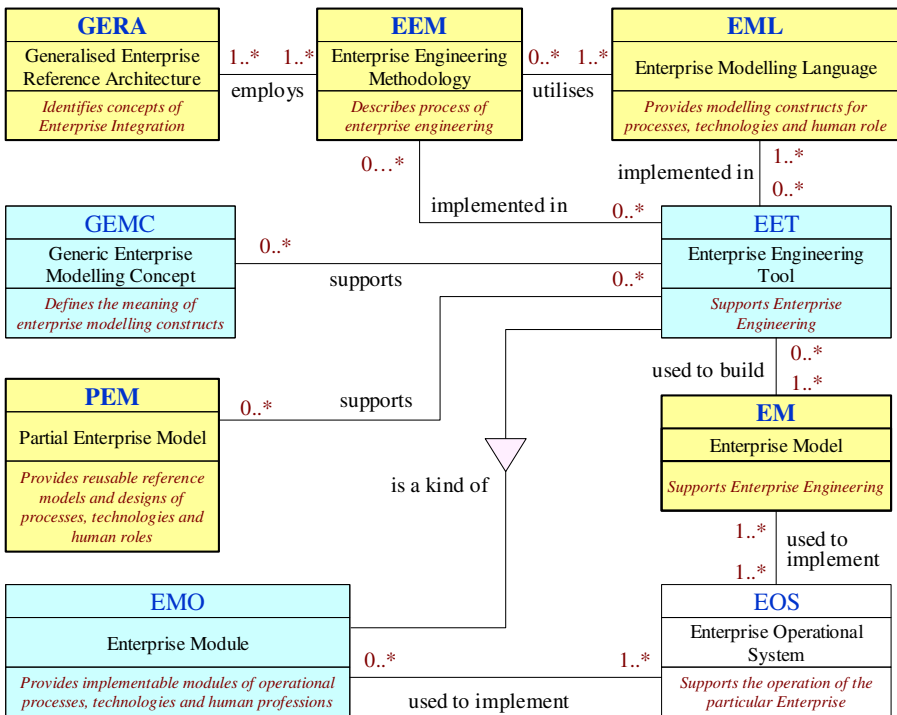 GERA
Generalised Enterprise
Reference Architecture
Identifies concepts of
Enterprise Integration
1..*
1..*
employs
EEM
Enterprise Engineering
Methodology
Describes process of
enterprise engineering
0..*
1..*
utilises
EML
Enterprise Modelling Language
Provides modelling constructs for
processes, technologies and human role
0…*
implemented in
0..*
1..*
implemented in
0..*
GEMC
Generic Enterprise
Modelling Concept
Defines the meaning of
enterprise modelling constructs
0..*
supports
0..*
EET
Enterprise Engineering
Tool
Supports Enterprise
Engineering
0..*
used to build
1..*
PEM
Partial Enterprise Model
Provides reusable reference
models and designs of
processes, technologies and
human roles
0..*
supports
is a kind of
EM
Enterprise Model
Supports Enterprise Engineering
1..*
used to
implement
1..*
EMO
Enterprise Module
Provides implementable modules of operational
processes, technologies and human professions
0..*
1..*
used to implement
EOS
Enterprise Operational
System
Supports the operation of the
particular Enterprise